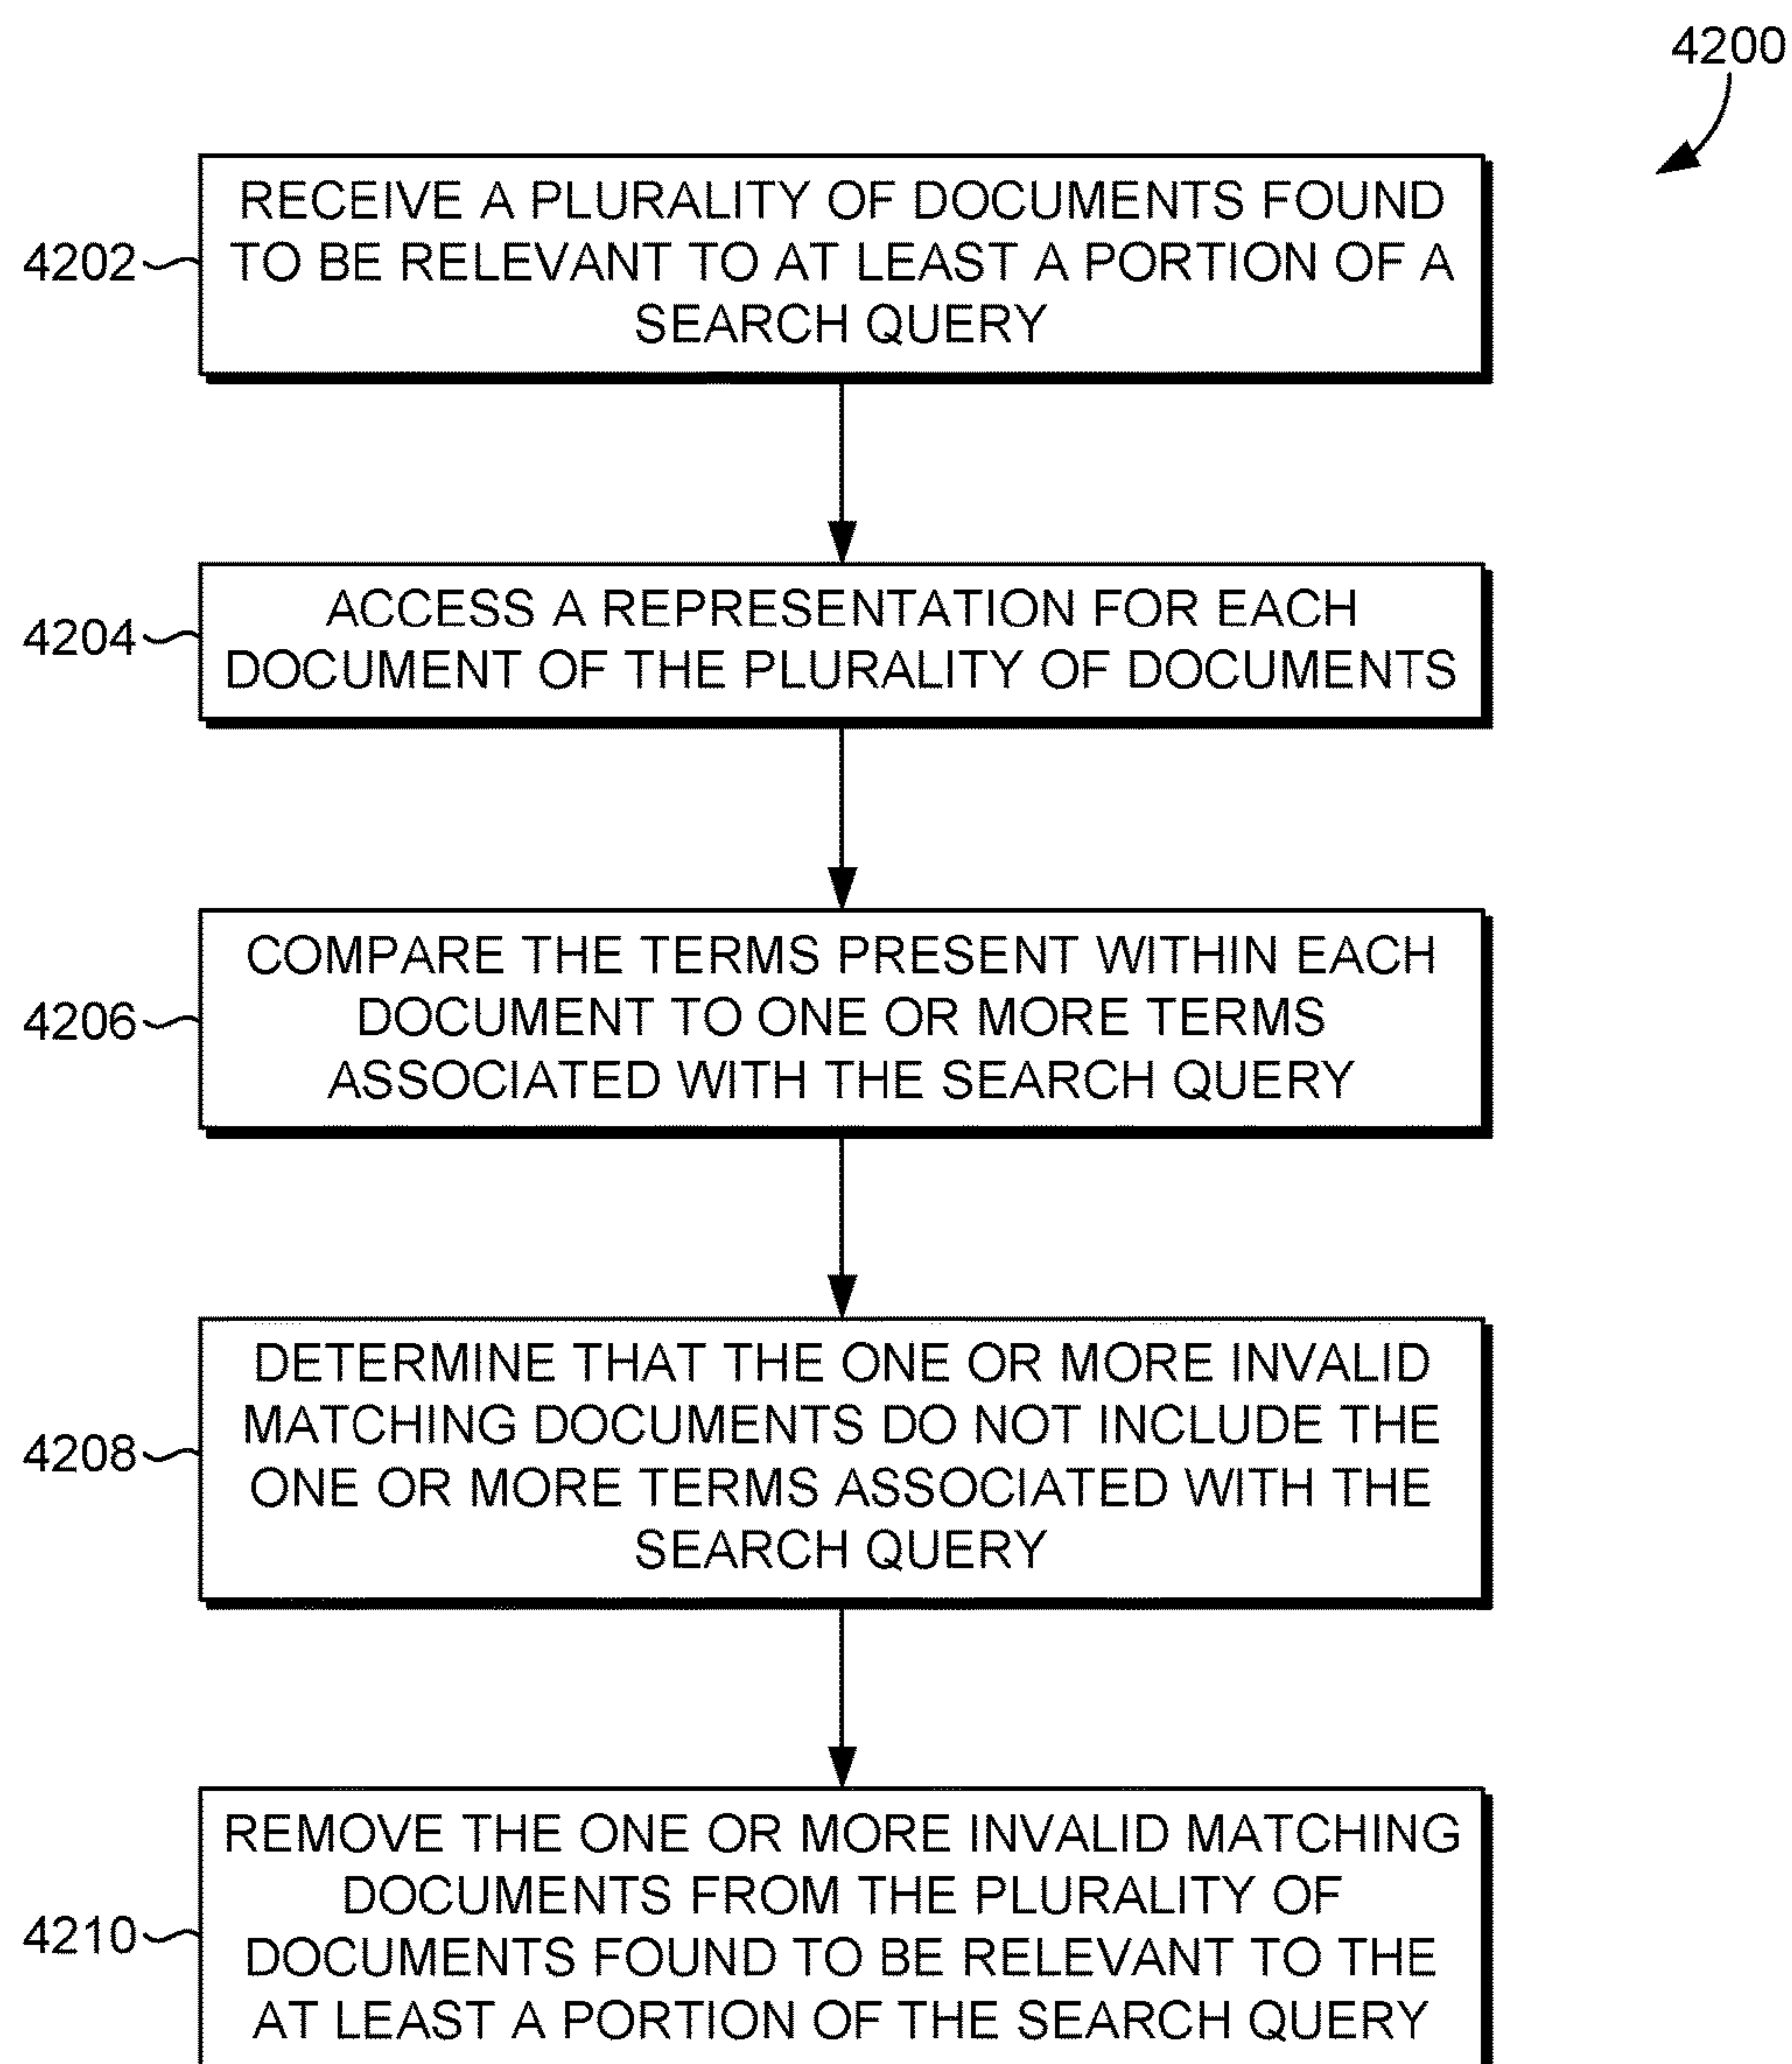 4200
4202
RECEIVE A PLURALITY OF DOCUMENTS FOUND
TO BE RELEVANT TO AT LEAST A PORTION OF A
SEARCH QUERY
4204
ACCESS A REPRESENTATION FOR EACH
DOCUMENT OF THE PLURALITY OF DOCUMENTS
4206
COMPARE THE TERMS PRESENT WITHIN EACH
DOCUMENT TO ONE OR MORE TERMS
ASSOCIATED WITH THE SEARCH QUERY
4208
DETERMINE THAT THE ONE OR MORE INVALID
MATCHING DOCUMENTS DO NOT INCLUDE THE
ONE OR MORE TERMS ASSOCIATED WITH THE
SEARCH QUERY
4210
REMOVE THE ONE OR MORE INVALID MATCHING
DOCUMENTS FROM THE PLURALITY OF
DOCUMENTS FOUND TO BE RELEVANT TO THE
AT LEAST A PORTION OF THE SEARCH QUERY